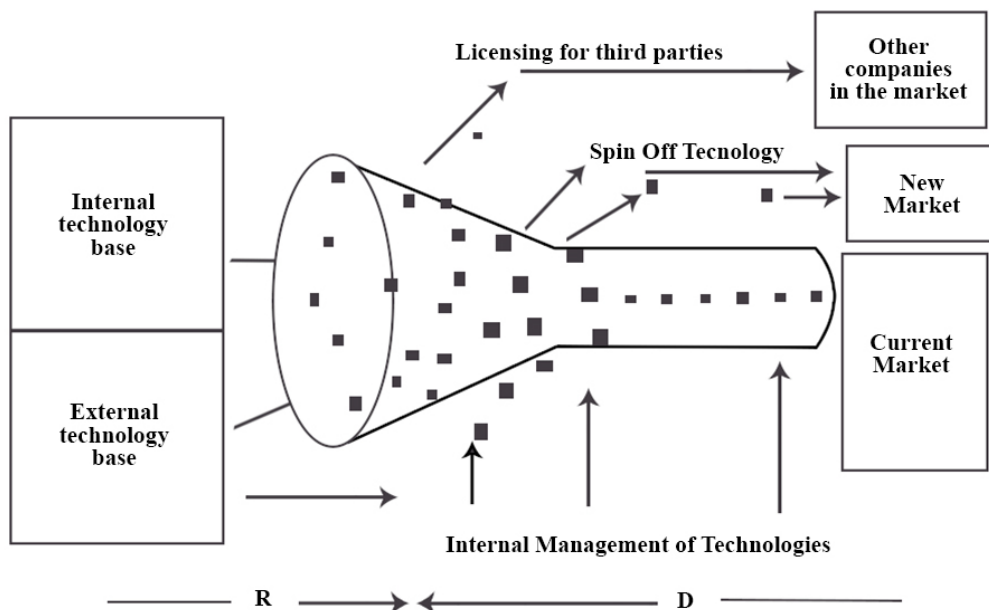 Licensing for third parties
Other
companies
in the market
Spin Off Tecnology
New
Market
Internal
technology
base
Current
Market
External
technology
base
Internal Management of Technologies
R
D